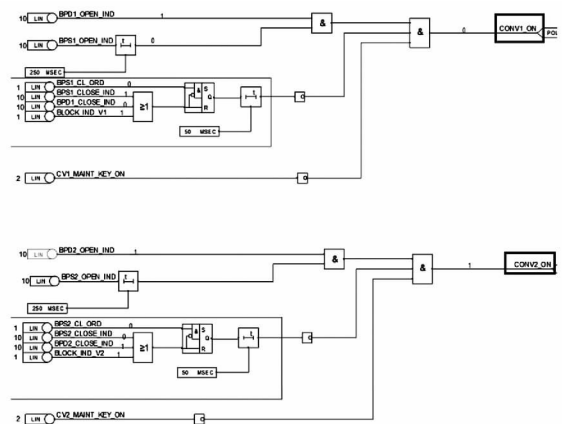 10 LIN BPD1_OPEN_IND 1 & & 0 CONV1_ON POL
10 LIN BPS1_OPEN_IND t 0
250 MSEC
1 LIN BPS1_CL_ORD 0 & S Q R t
10 LIN BPS1_CLOSE_IND 1 ≥1
10 LIN BPD1_CLOSE_IND 0
1 LIN BLOCK_IND_V1 1
50 MSEC
2 LIN CV1_MAINT_KEY_ON
10 LIN BPD2_OPEN_IND 1 & & 1 CONV2_ON
10 LIN BPS2_OPEN_IND t
250 MSEC
1 LIN BPS2_CL_ORD 0 & S Q R t
10 LIN BPS2_CLOSE_IND 0 ≥1
10 LIN BPD2_CLOSE_IND 1
1 LIN BLOCK_IND_V2 1
50 MSEC
2 LIN CV2_MAINT_KEY_ON